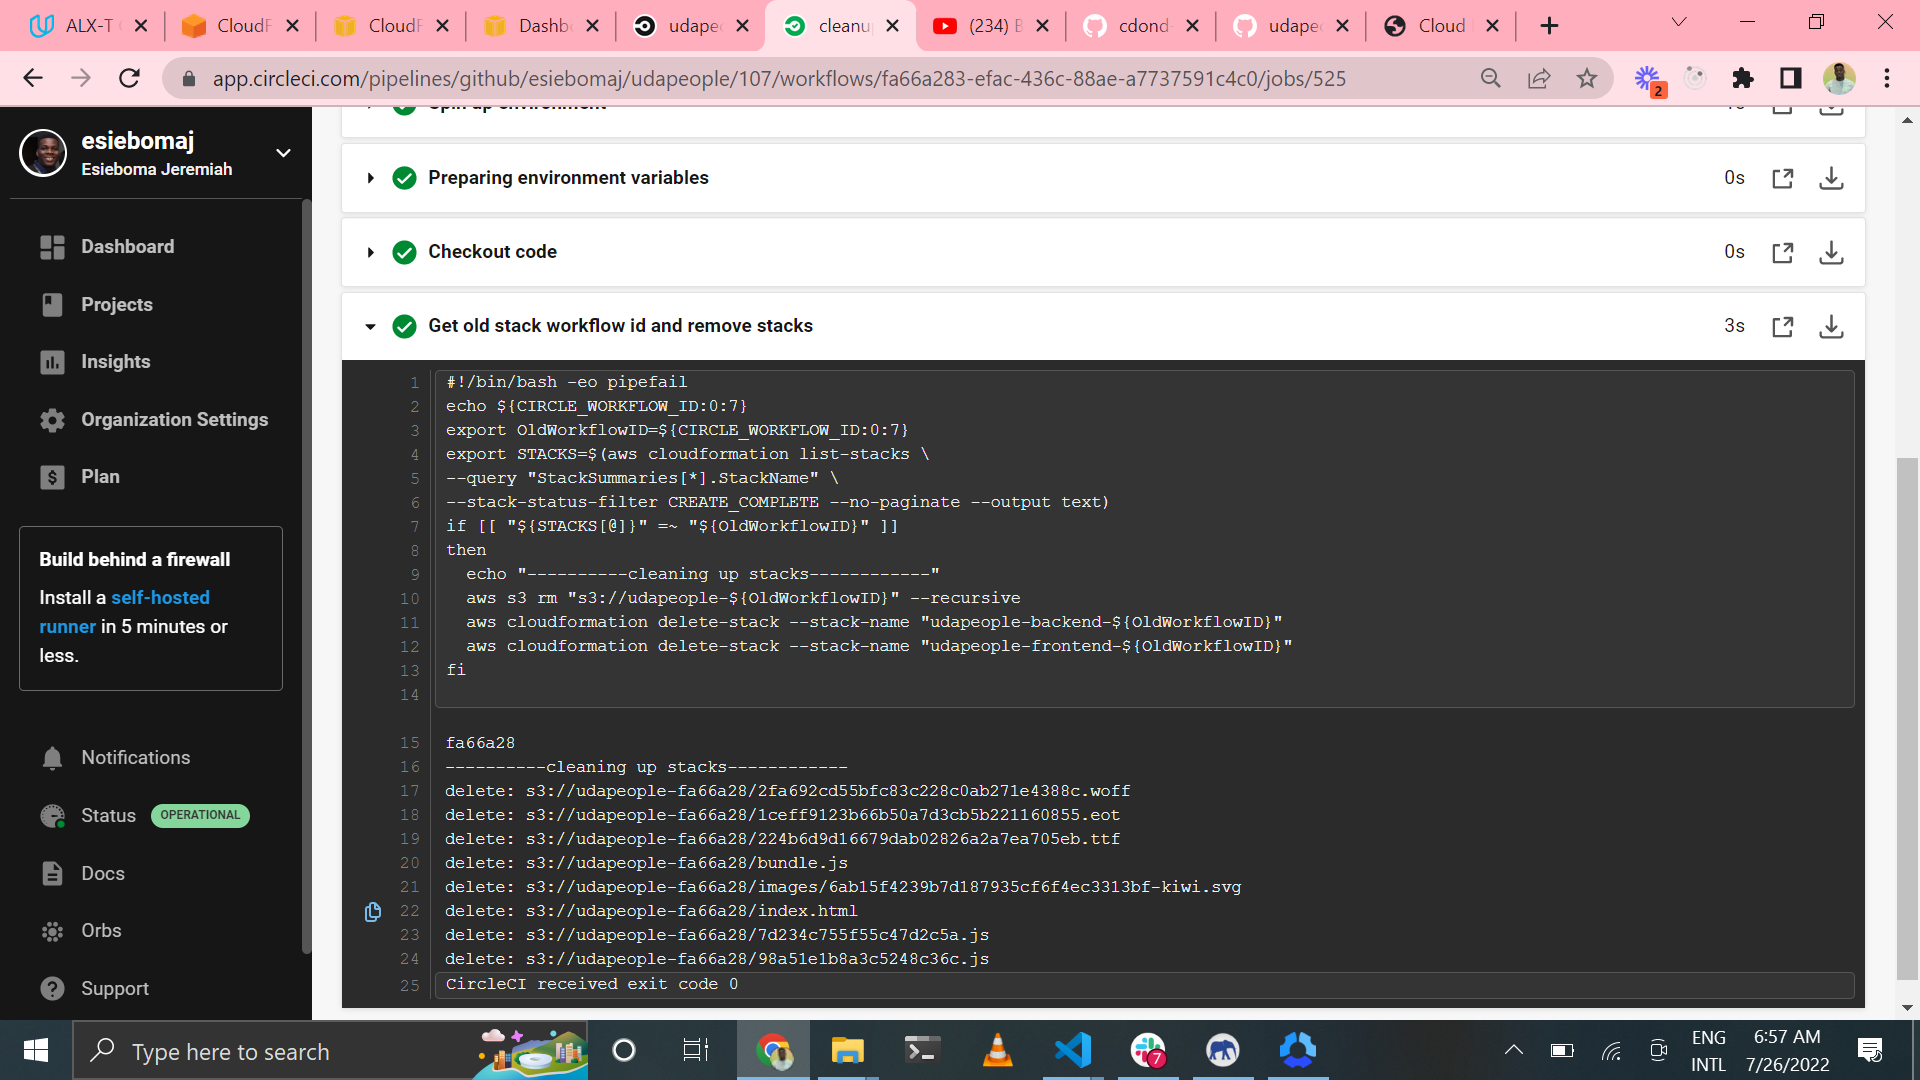 ALX-T
CloudF
CloudF
Dashb
udape
cleanu
(234) B
cdond-
udape
Cloud
app.circleci.com/pipelines/github/esiebomaj/udapeople/107/workflows/fa66a283-efac-436c-88ae-a7737591c4c0/jobs/525
2
esiebomaj
Esieboma Jeremiah
Dashboard
Projects
Insights
Organization Settings
Plan
Build behind a firewall
Install a self-hosted
runner in 5 minutes or
less.
Notifications
Status OPERATIONAL
Docs
Orbs
Support
Spin up environment
Preparing environment variables 0s
Checkout code 0s
Get old stack workflow id and remove stacks 3s
1 #!/bin/bash -eo pipefail
2 echo ${CIRCLE_WORKFLOW_ID:0:7}
3 export OldWorkflowID=${CIRCLE_WORKFLOW_ID:0:7}
4 export STACKS=$(aws cloudformation list-stacks \
5 --query "StackSummaries[*].StackName" \
6 --stack-status-filter CREATE_COMPLETE --no-paginate --output text)
7 if [[ "${STACKS[@]}" =~ "${OldWorkflowID}" ]]
8 then
9 echo "----------cleaning up stacks------------"
10 aws s3 rm "s3://udapeople-${OldWorkflowID}" --recursive
11 aws cloudformation delete-stack --stack-name "udapeople-backend-${OldWorkflowID}"
12 aws cloudformation delete-stack --stack-name "udapeople-frontend-${OldWorkflowID}"
13 fi
14
15 fa66a28
16 ----------cleaning up stacks------------
17 delete: s3://udapeople-fa66a28/2fa692cd55bfc83c228c0ab271e4388c.woff
18 delete: s3://udapeople-fa66a28/1ceff9123b66b50a7d3cb5b221160855.eot
19 delete: s3://udapeople-fa66a28/224b6d9d16679dab02826a2a7ea705eb.ttf
20 delete: s3://udapeople-fa66a28/bundle.js
21 delete: s3://udapeople-fa66a28/images/6ab15f4239b7d187935cf6f4ec3313bf-kiwi.svg
22 delete: s3://udapeople-fa66a28/index.html
23 delete: s3://udapeople-fa66a28/7d234c755f55c47d2c5a.js
24 delete: s3://udapeople-fa66a28/98a51e1b8a3c5248c36c.js
25 CircleCI received exit code 0
Type here to search
7
ENG
INTL
6:57 AM
7/26/2022